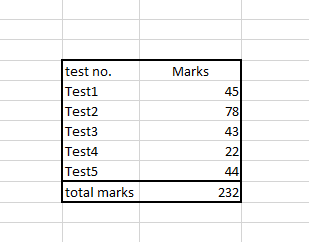 test no. Marks
Test1 45
Test2 78
Test3 43
Test4 22
Test5 44
total marks 232